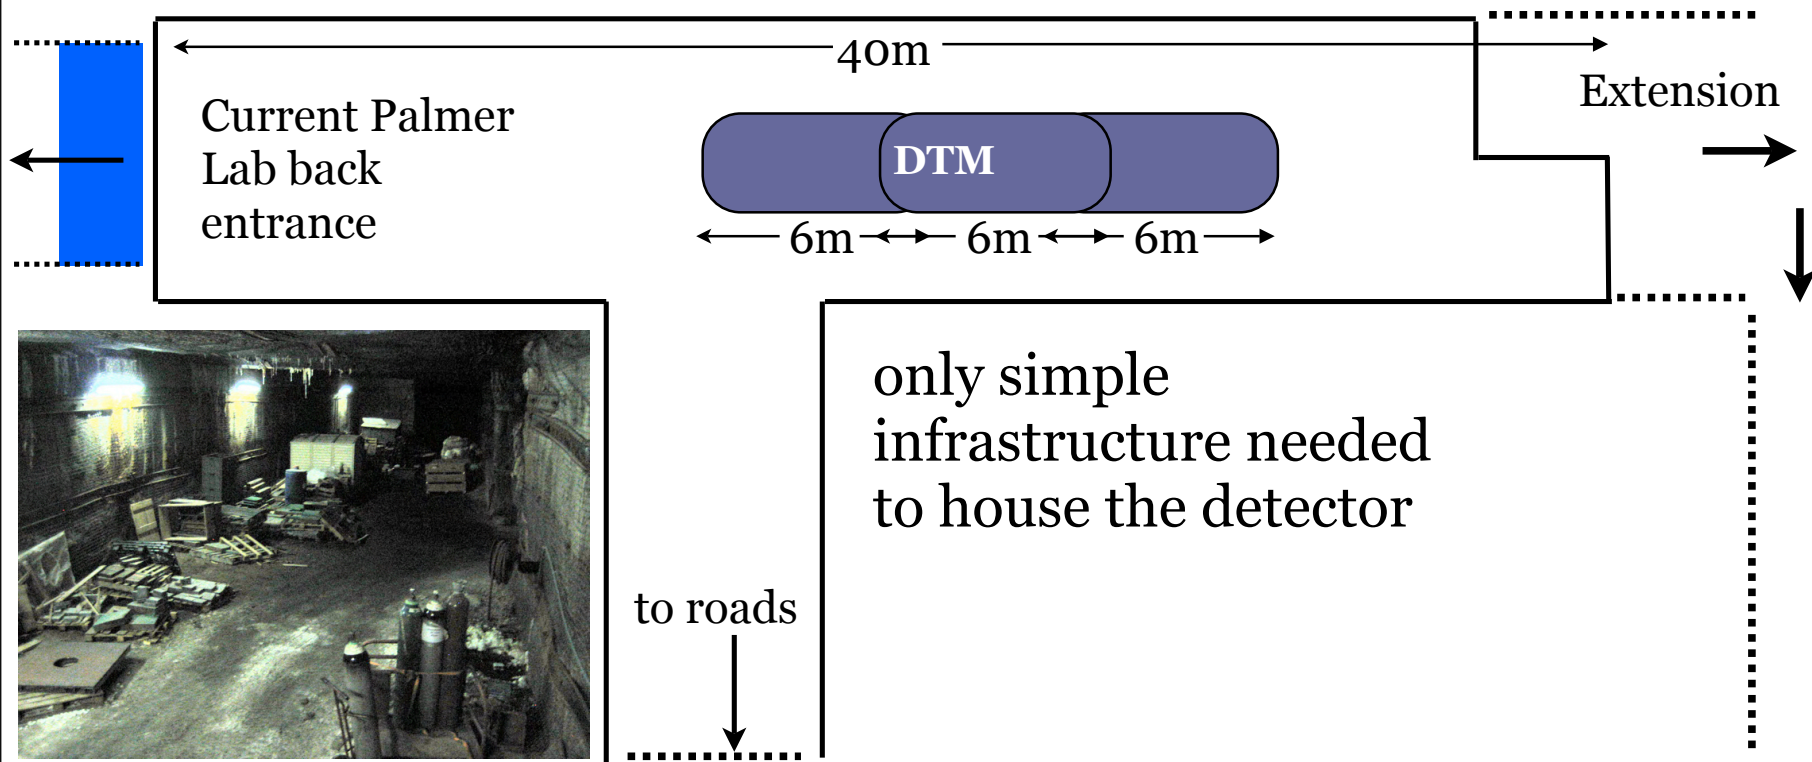 40m
Extension
Current Palmer
Lab back
entrance
DTM
6m 6m 6m
only simple
infrastructure needed
to house the detector
to roads